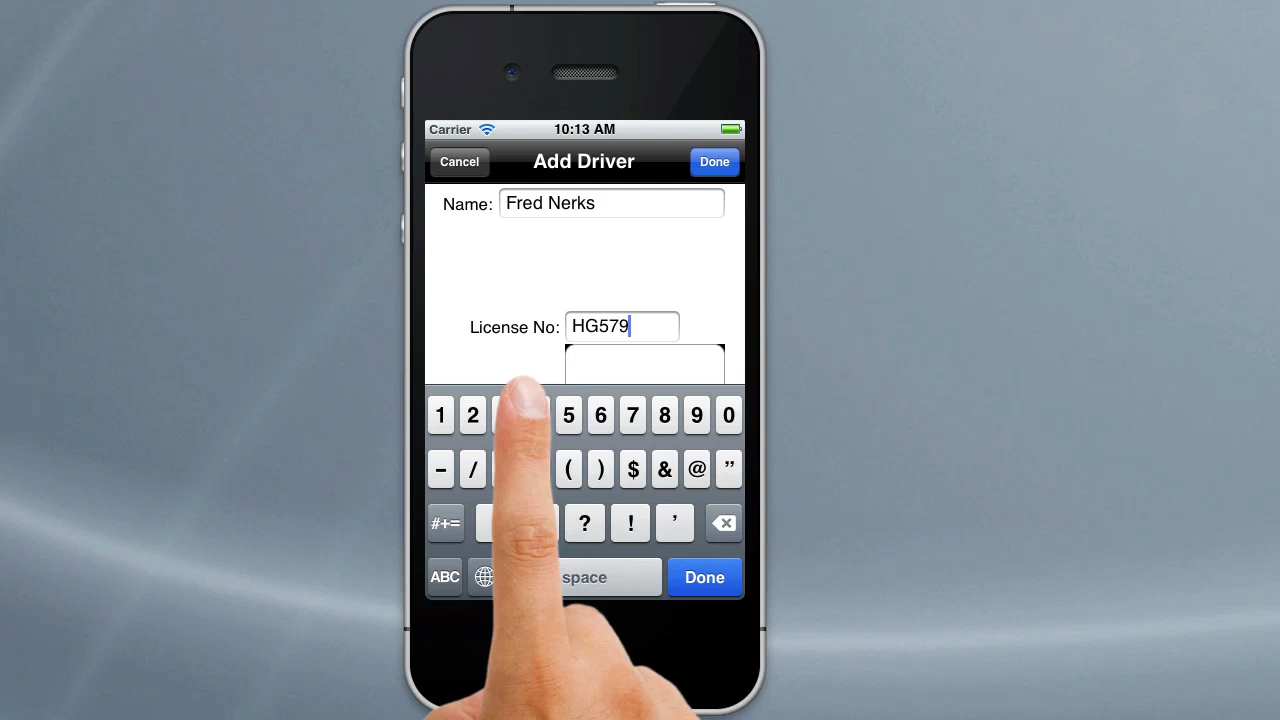 Carrier 10:13 AM
Cancel Add Driver Done
Name: Fred Nerks
License No: HG579
1 2 5 6 7 8 9 0
- / ( ) $ & @ "
#+= ? ! '
ABC space Done